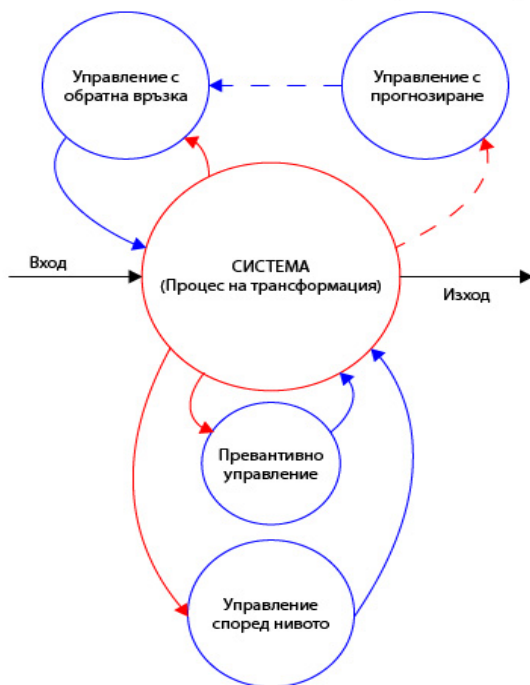 Управление с
обратна връзка
Управление с
прогнозиране
Вход
СИСТЕМА
(Процес на трансформация)
Изход
Превантивно
управление
Управление
според нивото